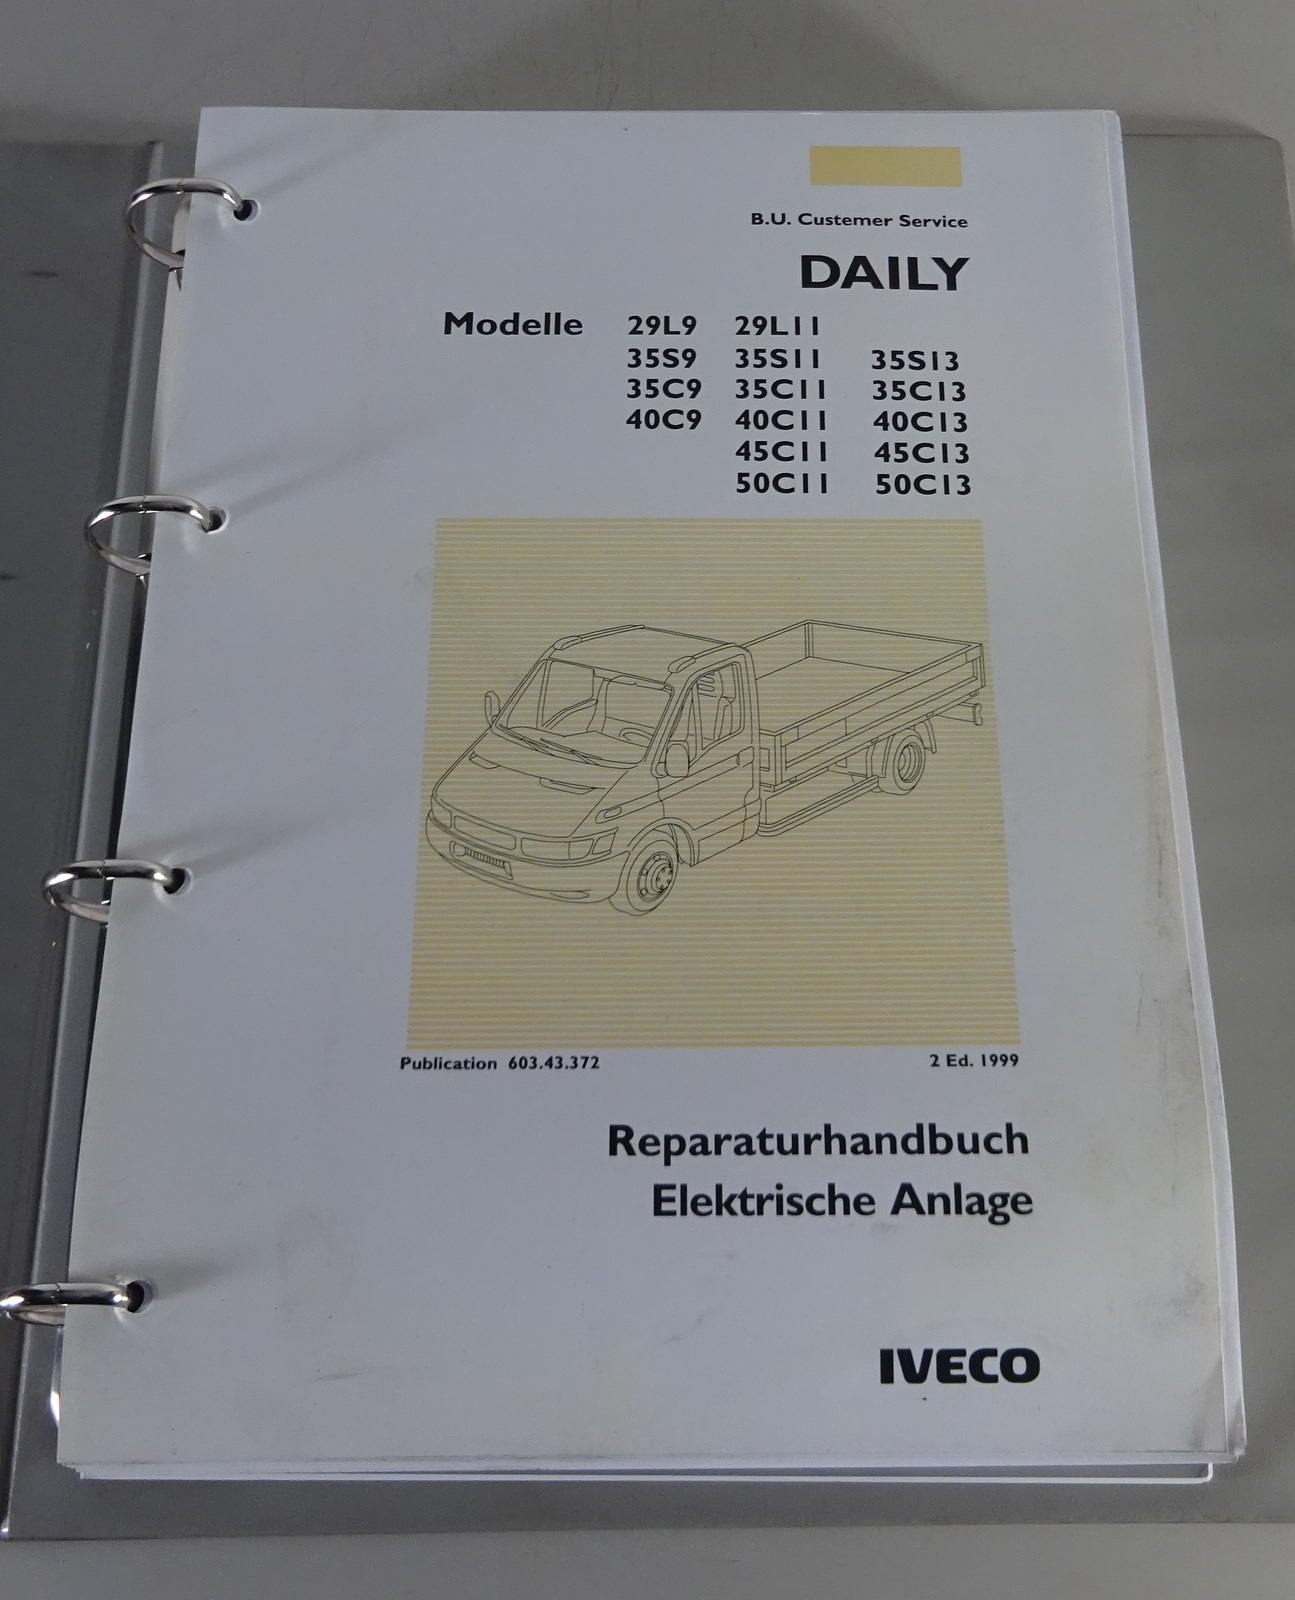 B.U. Custemer Service
DAILY
Modelle 29L9 29L11
35S9 35S11 35S13
35C9 35C11 35C13
40C9 40C11 40C13
45C11 45C13
50C11 50C13
Publication 603.43.372 2 Ed. 1999
Reparaturhandbuch
Elektrische Anlage
IVECO